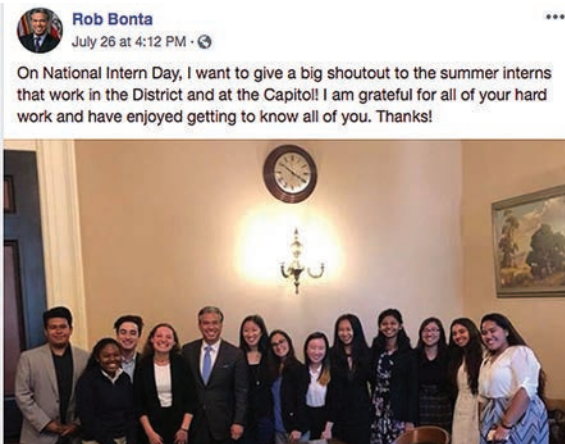 Rob Bonta
July 26 at 4:12 PM ·
On National Intern Day, I want to give a big shoutout to the summer interns
that work in the District and at the Capitol! I am grateful for all of your hard
work and have enjoyed getting to know all of you. Thanks!